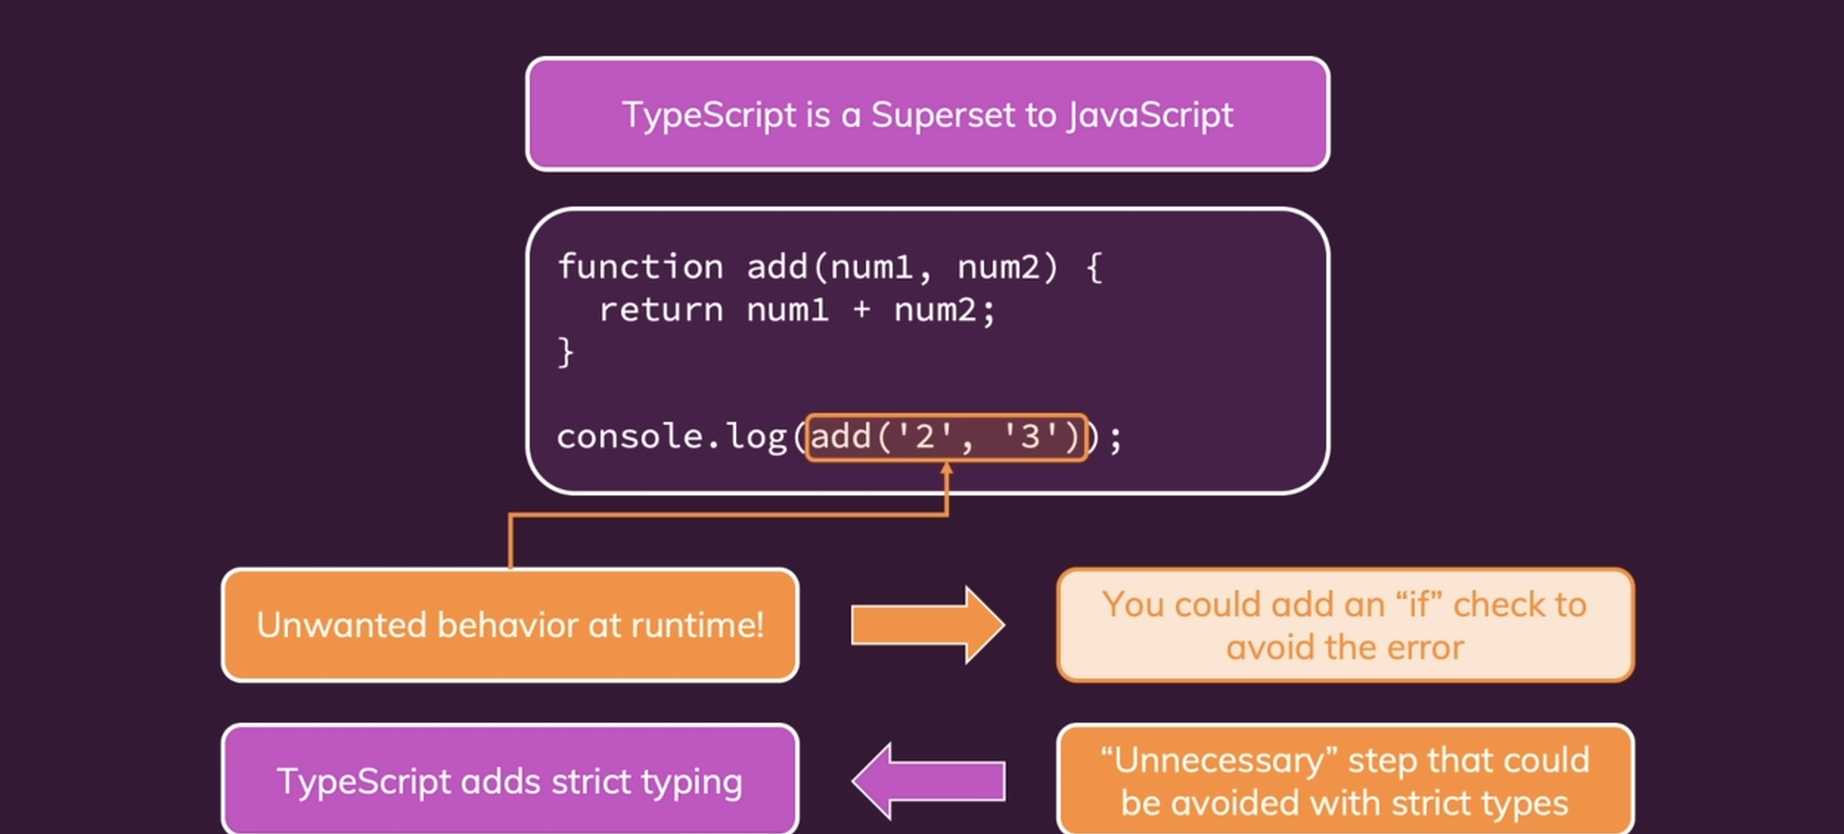 TypeScript is a Superset to JavaScript
function add(num1, num2) {
  return num1 + num2;
}
console.log(add('2', '3'));
Unwanted behavior at runtime!
You could add an “if” check to
avoid the error
TypeScript adds strict typing
“Unnecessary” step that could
be avoided with strict types